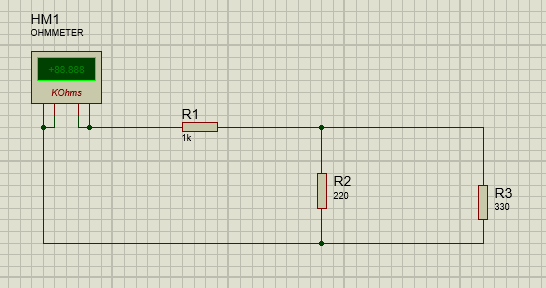 HM1
OHMMETER
+88.888
KOhms
R1
1k
R2
220
R3
330